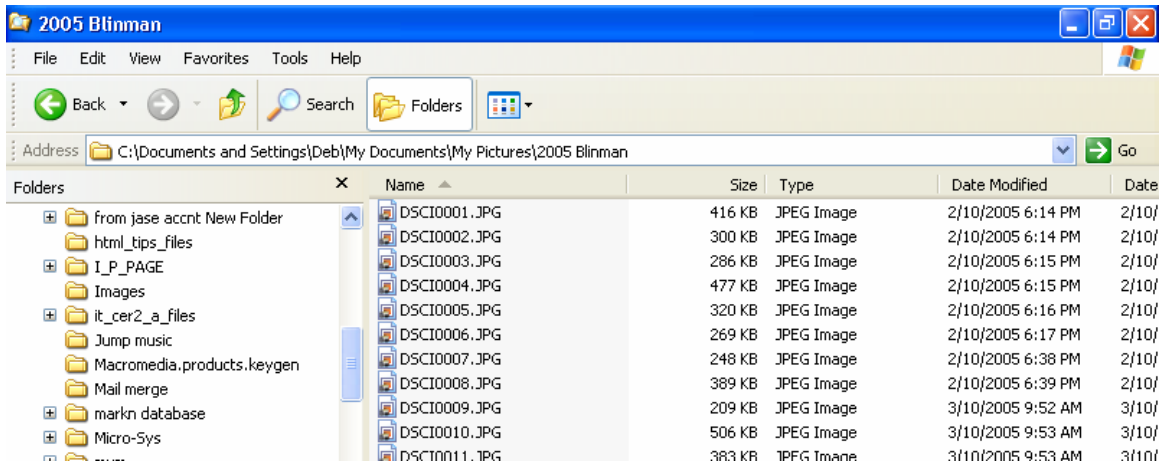 2005 Blinman
File Edit View Favorites Tools Help
Back Search Folders
Address C:\Documents and Settings\Deb\My Documents\My Pictures\2005 Blinman Go
Folders Name Size Type Date Modified Date
from jase accnt New Folder DSCI0001.JPG 416 KB JPEG Image 2/10/2005 6:14 PM 2/10/
html_tips_files DSCI0002.JPG 300 KB JPEG Image 2/10/2005 6:14 PM 2/10/
I_P_PAGE DSCI0003.JPG 286 KB JPEG Image 2/10/2005 6:15 PM 2/10/
Images DSCI0004.JPG 477 KB JPEG Image 2/10/2005 6:15 PM 2/10/
it_cer2_a_files DSCI0005.JPG 320 KB JPEG Image 2/10/2005 6:16 PM 2/10/
Jump music DSCI0006.JPG 269 KB JPEG Image 2/10/2005 6:17 PM 2/10/
Macromedia.products.keygen DSCI0007.JPG 248 KB JPEG Image 2/10/2005 6:38 PM 2/10/
Mail merge DSCI0008.JPG 389 KB JPEG Image 2/10/2005 6:39 PM 2/10/
markn database DSCI0009.JPG 209 KB JPEG Image 3/10/2005 9:52 AM 3/10/
Micro-Sys DSCI0010.JPG 506 KB JPEG Image 3/10/2005 9:53 AM 3/10/
DSCI0011.JPG 383 KB JPEG Image 3/10/2005 9:53 AM 3/10/